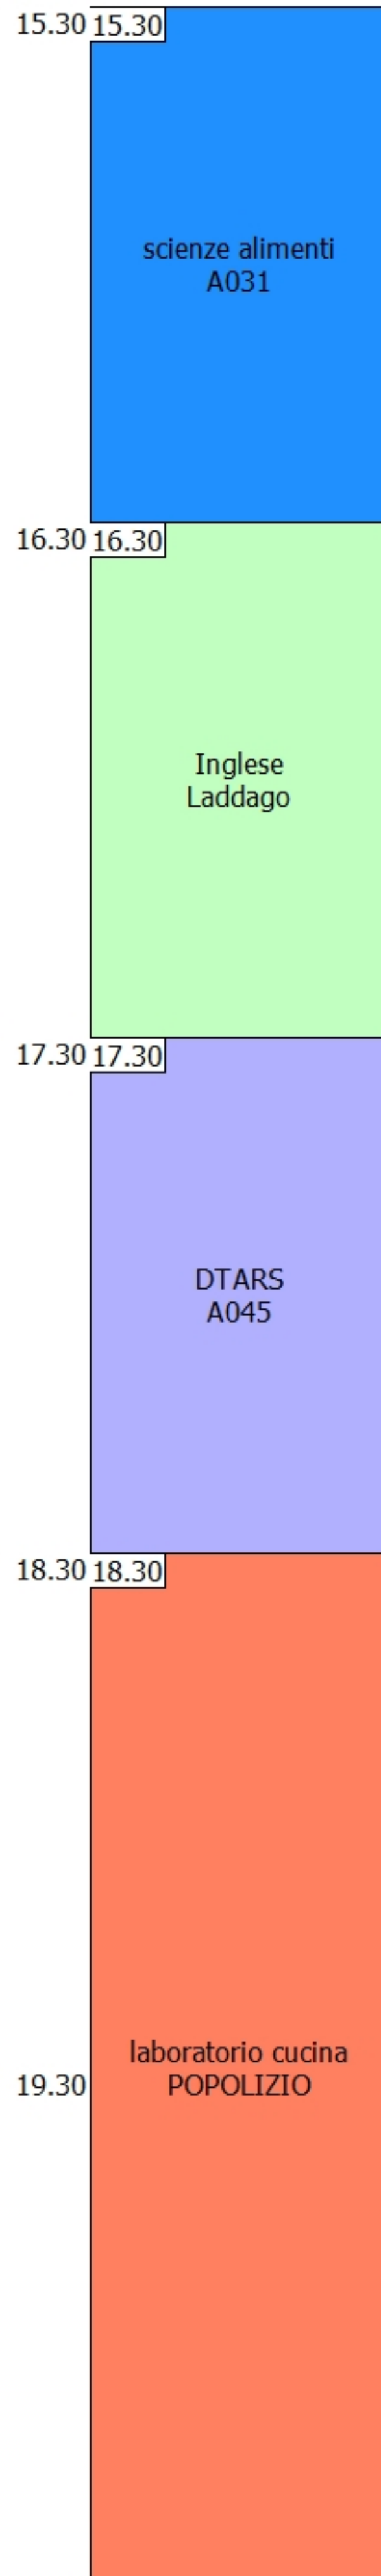 15.30 15.30
scienze alimenti
A031
16.30 16.30
Inglese
Laddago
17.30 17.30
DTARS
A045
18.30 18.30
laboratorio cucina
19.30 POPOLIZIO